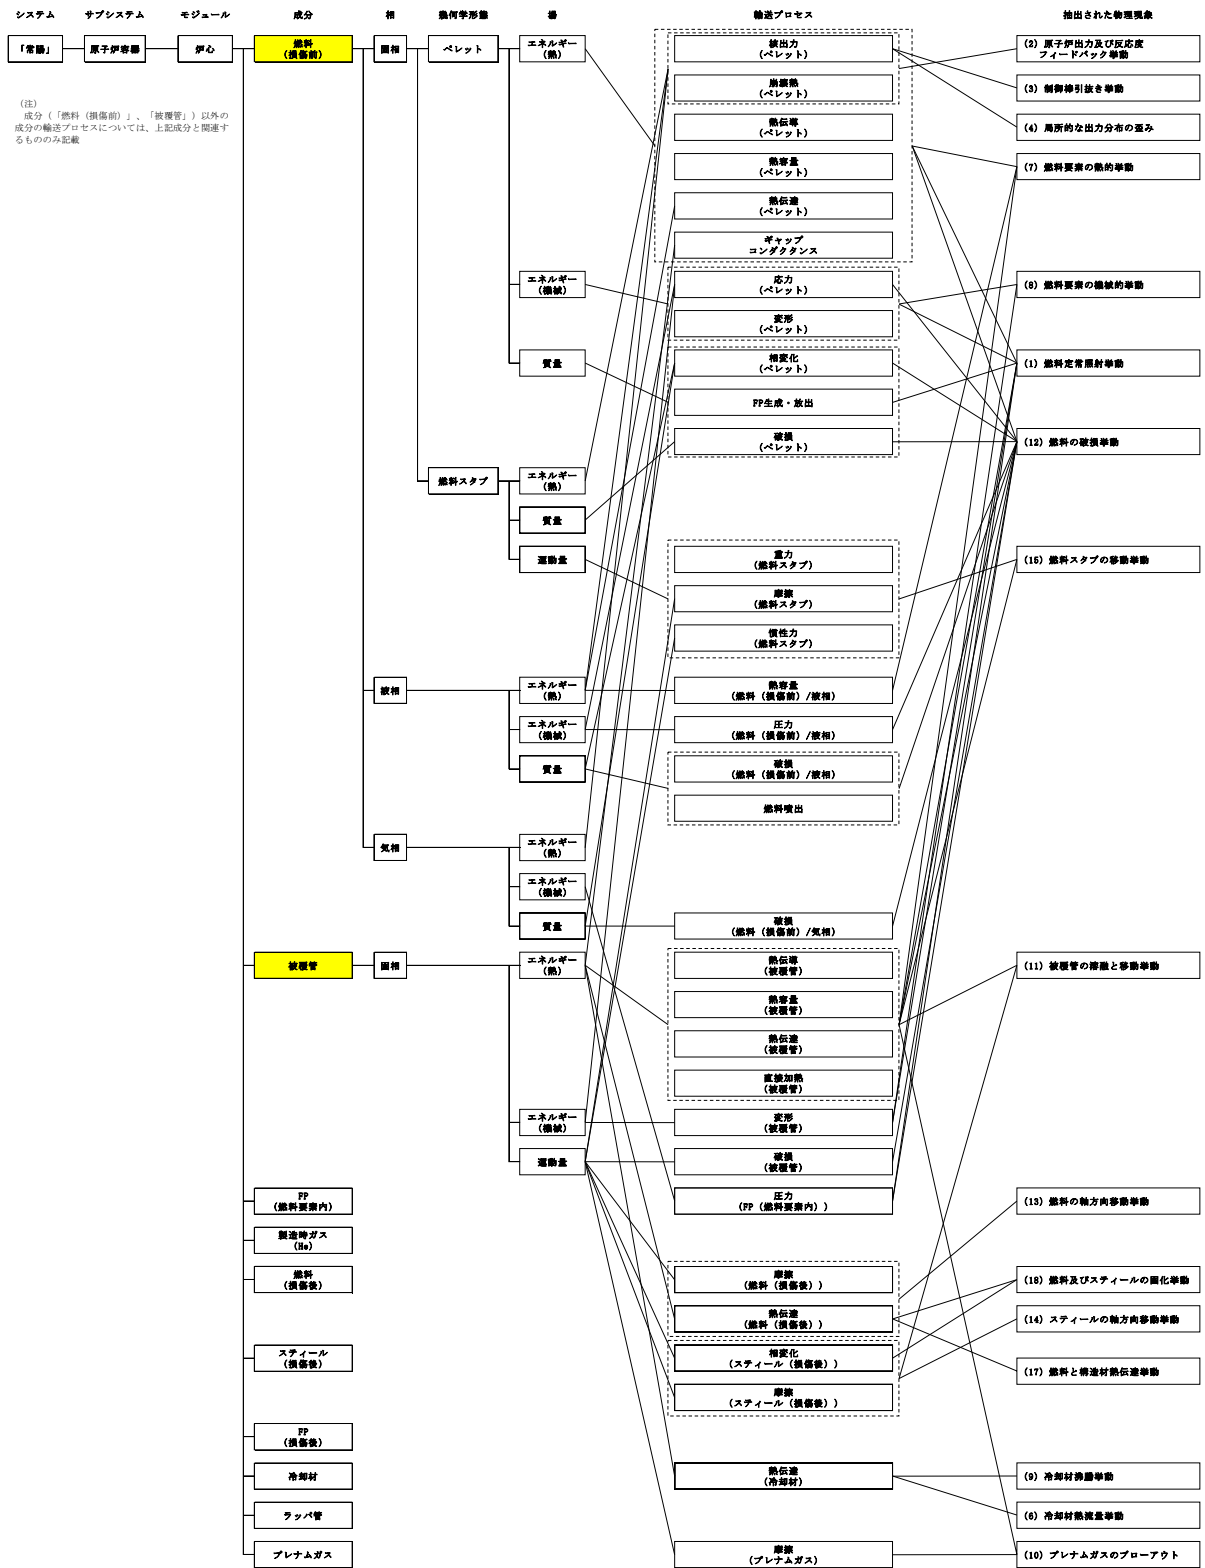 システム サブシステム モジュール 成分 相 幾何学形態 場 輸送プロセス 抽出された物理現象
「常陽」 原子炉容器 炉心 燃料 固相 ペレット エネルギー 核出力 (2) 原子炉出力及び反応度
(損傷前) (熱) (ペレット) フィードバック挙動
崩壊熱
(ペレット)
(3) 制御棒引抜き挙動
(注)
成分(「燃料(損傷前)」、「被覆管」)以外の
成分の輸送プロセスについては、上記成分と関連す
るもののみ記載
熱伝導
(ペレット)
(4) 局所的な出力分布の歪み
熱容量
(ペレット)
(7) 燃料要素の熱的挙動
熱伝達
(ペレット)
ギャップ
コンダクタンス
エネルギー
(機械)
応力
(ペレット)
(8) 燃料要素の機械的挙動
変形
(ペレット)
質量
相変化
(ペレット)
(1) 燃料定常照射挙動
FP生成・放出
破損
(ペレット)
(12) 燃料の破損挙動
燃料スタブ
エネルギー
(熱)
質量
運動量
重力
(燃料スタブ)
(15) 燃料スタブの移動挙動
摩擦
(燃料スタブ)
慣性力
(燃料スタブ)
液相
エネルギー
(熱)
熱容量
(燃料(損傷前)/液相)
エネルギー
(機械)
圧力
(燃料(損傷前)/液相)
質量
破損
(燃料(損傷前)/液相)
燃料噴出
気相
エネルギー
(熱)
エネルギー
(機械)
質量
破損
(燃料(損傷前)/気相)
被覆管
固相
エネルギー
(熱)
熱伝導
(被覆管)
(11) 被覆管の溶融と移動挙動
熱容量
(被覆管)
熱伝達
(被覆管)
直接加熱
(被覆管)
エネルギー
(機械)
変形
(被覆管)
運動量
破損
(被覆管)
FP
(燃料要素内)
圧力
(FP(燃料要素内))
(13) 燃料の軸方向移動挙動
製造時ガス
(He)
燃料
(損傷後)
摩擦
(燃料(損傷後))
(18) 燃料及びスティールの固化挙動
熱伝達
(燃料(損傷後))
(14) スティールの軸方向移動挙動
スティール
(損傷後)
相変化
(スティール(損傷後))
(17) 燃料と構造材熱伝達挙動
摩擦
(スティール(損傷後))
FP
(損傷後)
冷却材
熱伝達
(冷却材)
(9) 冷却材沸騰挙動
ラッパ管
(6) 冷却材熱流量挙動
プレナムガス
摩擦
(プレナムガス)
(10) プレナムガスのブローアウト